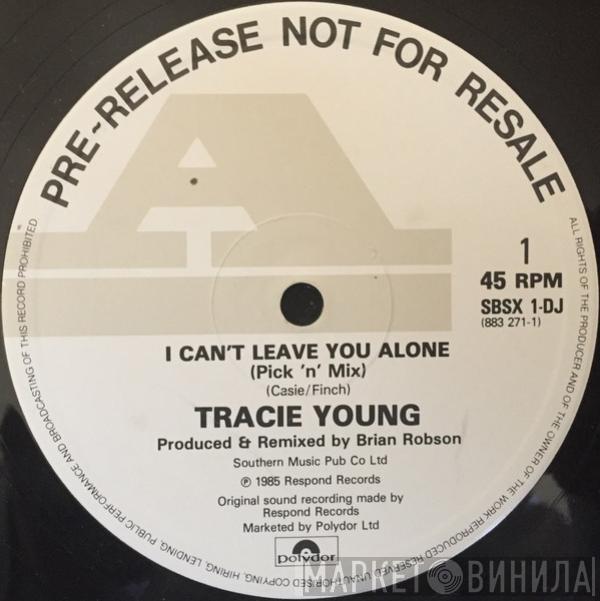 PRE-RELEASE NOT FOR RESALE
A
1
45 RPM
SBSX 1-DJ
(883 271-1)
I CAN'T LEAVE YOU ALONE
(Pick 'n' Mix)
(Casie/Finch)
TRACIE YOUNG
Produced & Remixed by Brian Robson
Southern Music Pub Co Ltd
℗ 1985 Respond Records
Original sound recording made by
Respond Records
Marketed by Polydor Ltd
polydor
ALL RIGHTS OF THE PRODUCER AND OF THE OWNER OF THE WORK REPRODUCED RESERVED. UNAUTHORISED COPYING, HIRING, LENDING, PUBLIC PERFORMANCE AND BROADCASTING OF THIS RECORD PROHIBITED
МАРКЕТ ВИНИЛА